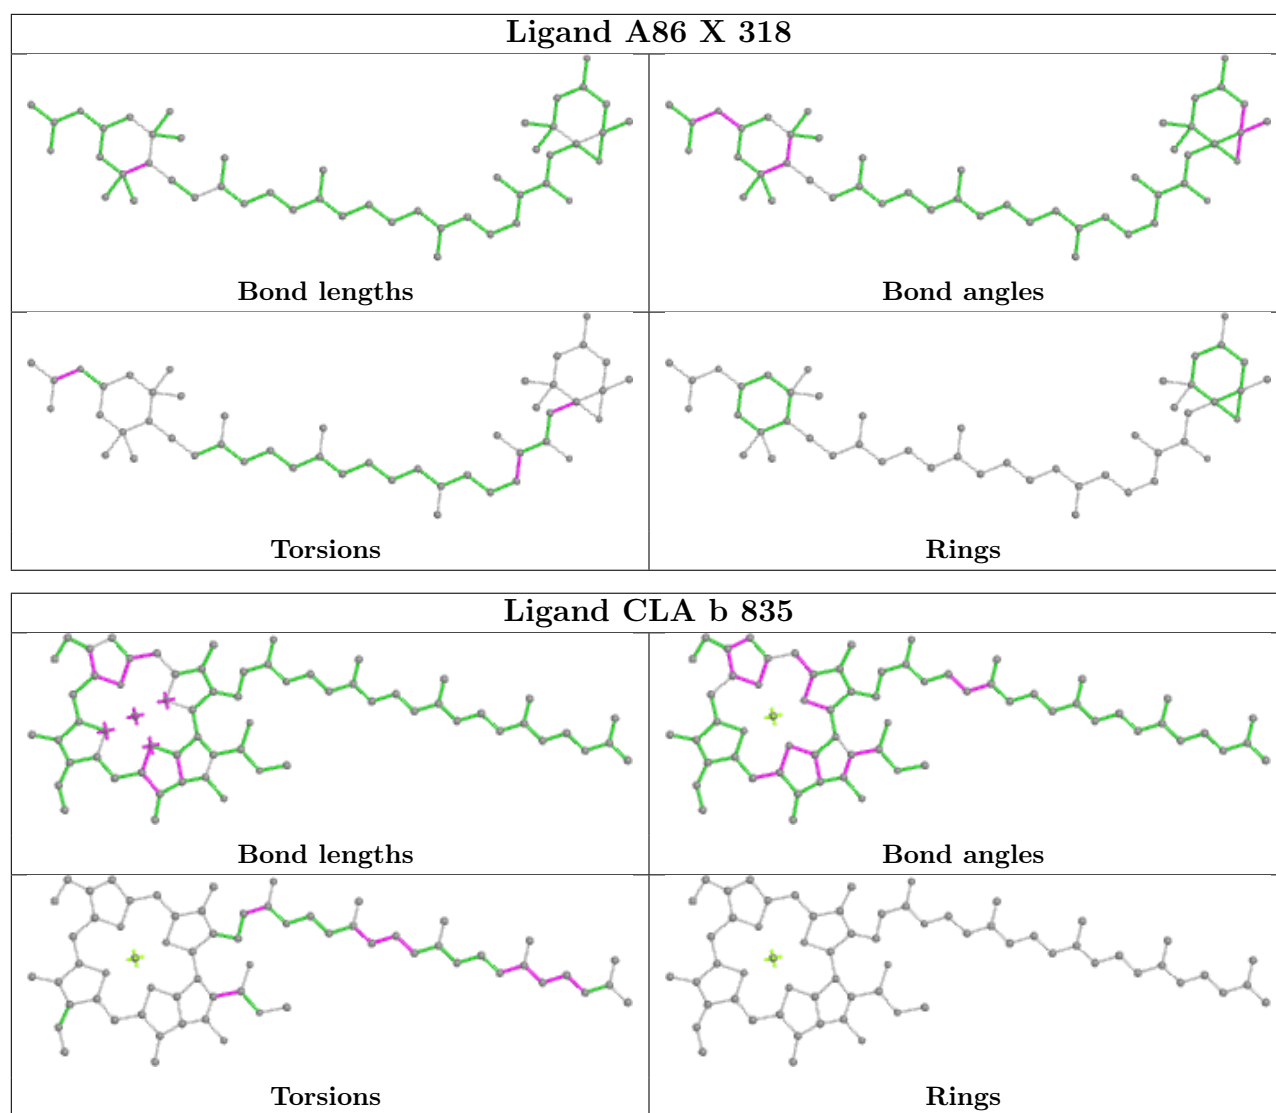 Ligand A86 X 318
Bond lengths
Bond angles
Torsions
Rings
Ligand CLA b 835
Bond lengths
Bond angles
Torsions
Rings